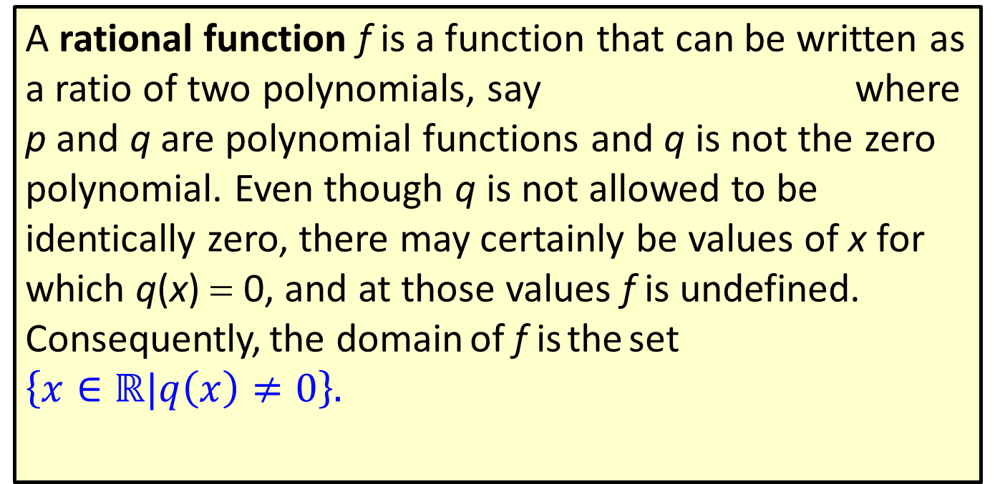 A rational function f is a function that can be written as
a ratio of two polynomials, say where
p and q are polynomial functions and q is not the zero
polynomial. Even though q is not allowed to be
identically zero, there may certainly be values of x for
which q(x) = 0, and at those values f is undefined.
Consequently, the domain of f is the set
{x ∈ ℝ|q(x) ≠ 0}.